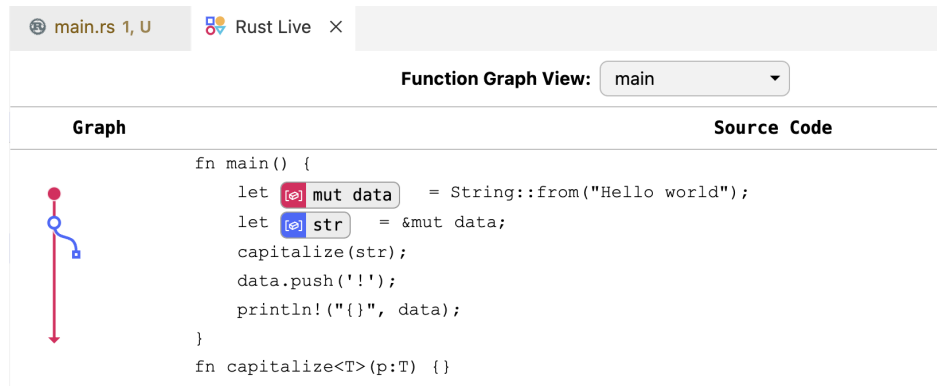 main.rs 1, U Rust Live ×
Function Graph View: main
Graph Source Code
fn main() {
let mut data = String::from("Hello world");
let str = &mut data;
capitalize(str);
data.push('!');
println!("{}", data);
}
fn capitalize<T>(p:T) {}